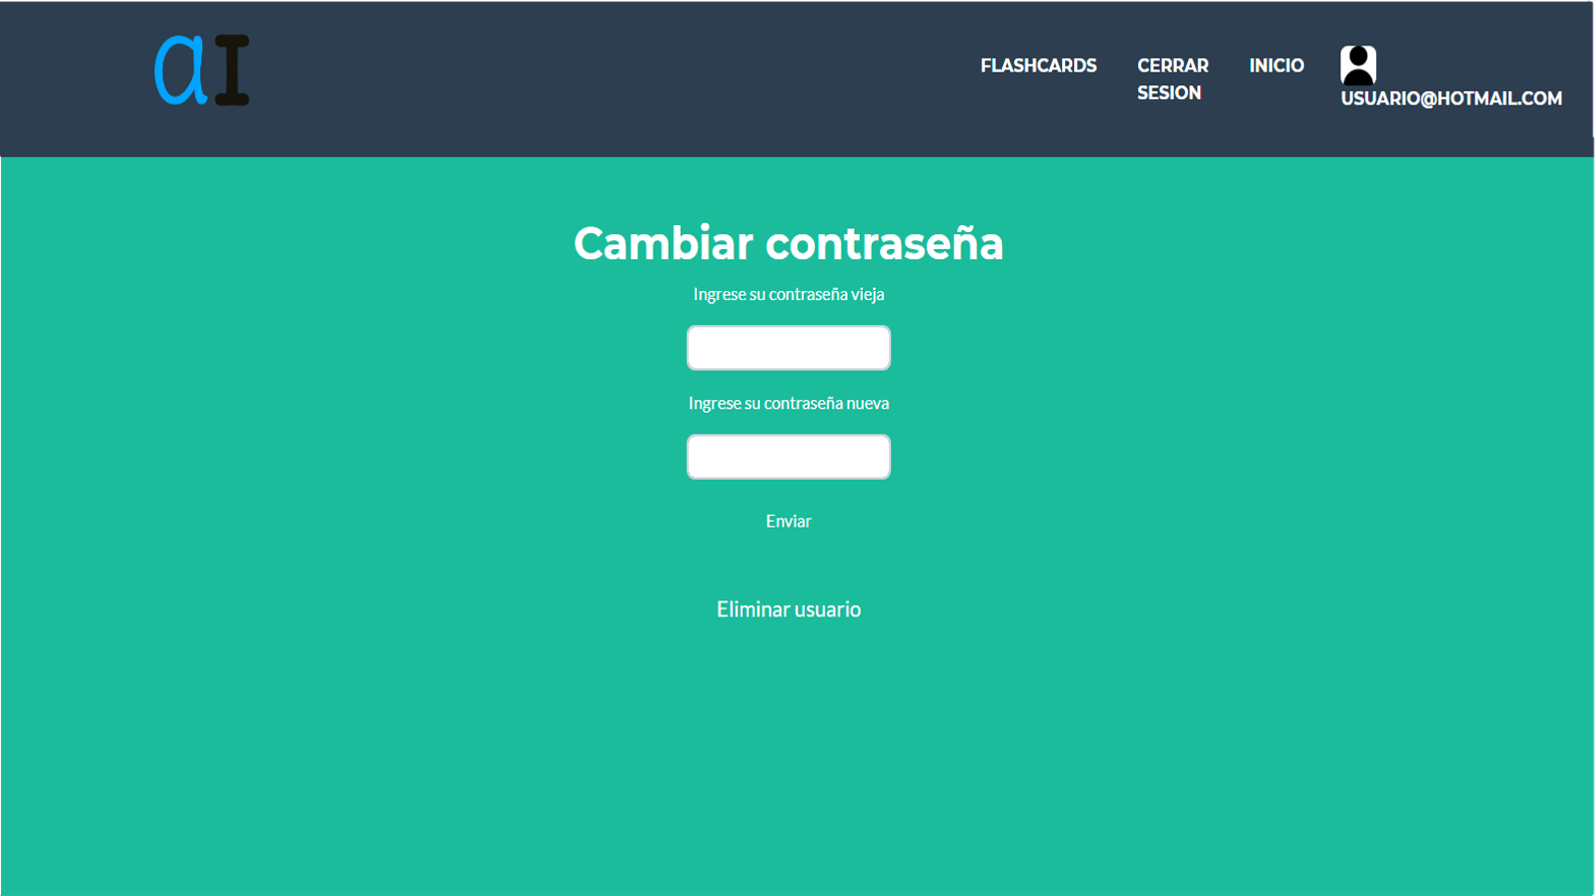 aI
FLASHCARDS
CERRAR
SESION
INICIO
USUARIO@HOTMAIL.COM
Cambiar contraseña
Ingrese su contraseña vieja
Ingrese su contraseña nueva
Enviar
Eliminar usuario